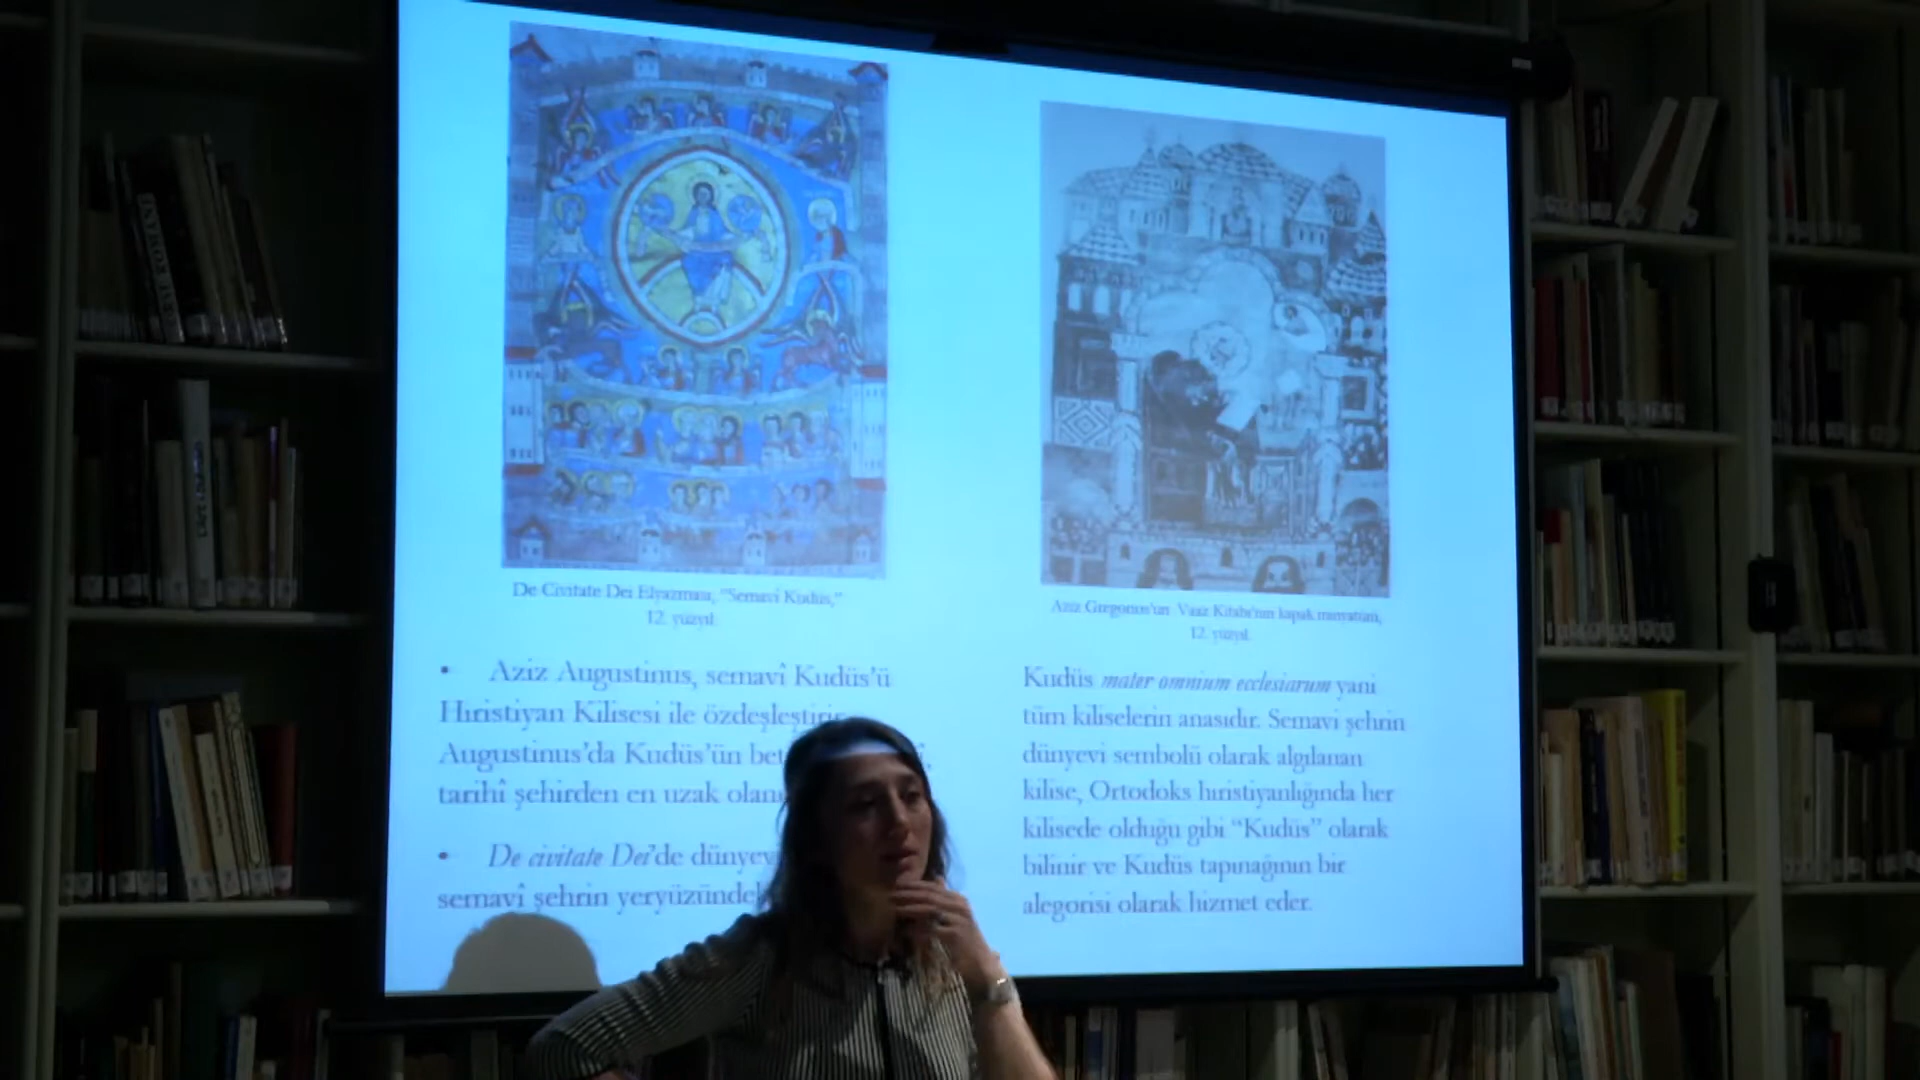 De Civitate Dei Elyazması, "Semavî Kudüs,"
12. yüzyıl
Aziz Gregorios'un Vaaz Kitabı'nın kapak minyatürü,
12. yüzyıl
• Aziz Augustinus, semavî Kudüs'ü
Hıristiyan Kilisesi ile özdeşleştirir.
Augustinus'da Kudüs'ün
tarihî şehirden en uzak
• De civitate Dei'de
semavî şehrin
Kudüs mater omnium ecclesiarum yani
tüm kiliselerin anasıdır. Semavi şehrin
dünyevi sembolü olarak algılanan
kilise, Ortodoks hıristiyanlığında her
kilisede olduğu gibi "Kudüs" olarak
bilinir ve Kudüs tapınağının bir
alegorisi olarak hizmet eder.